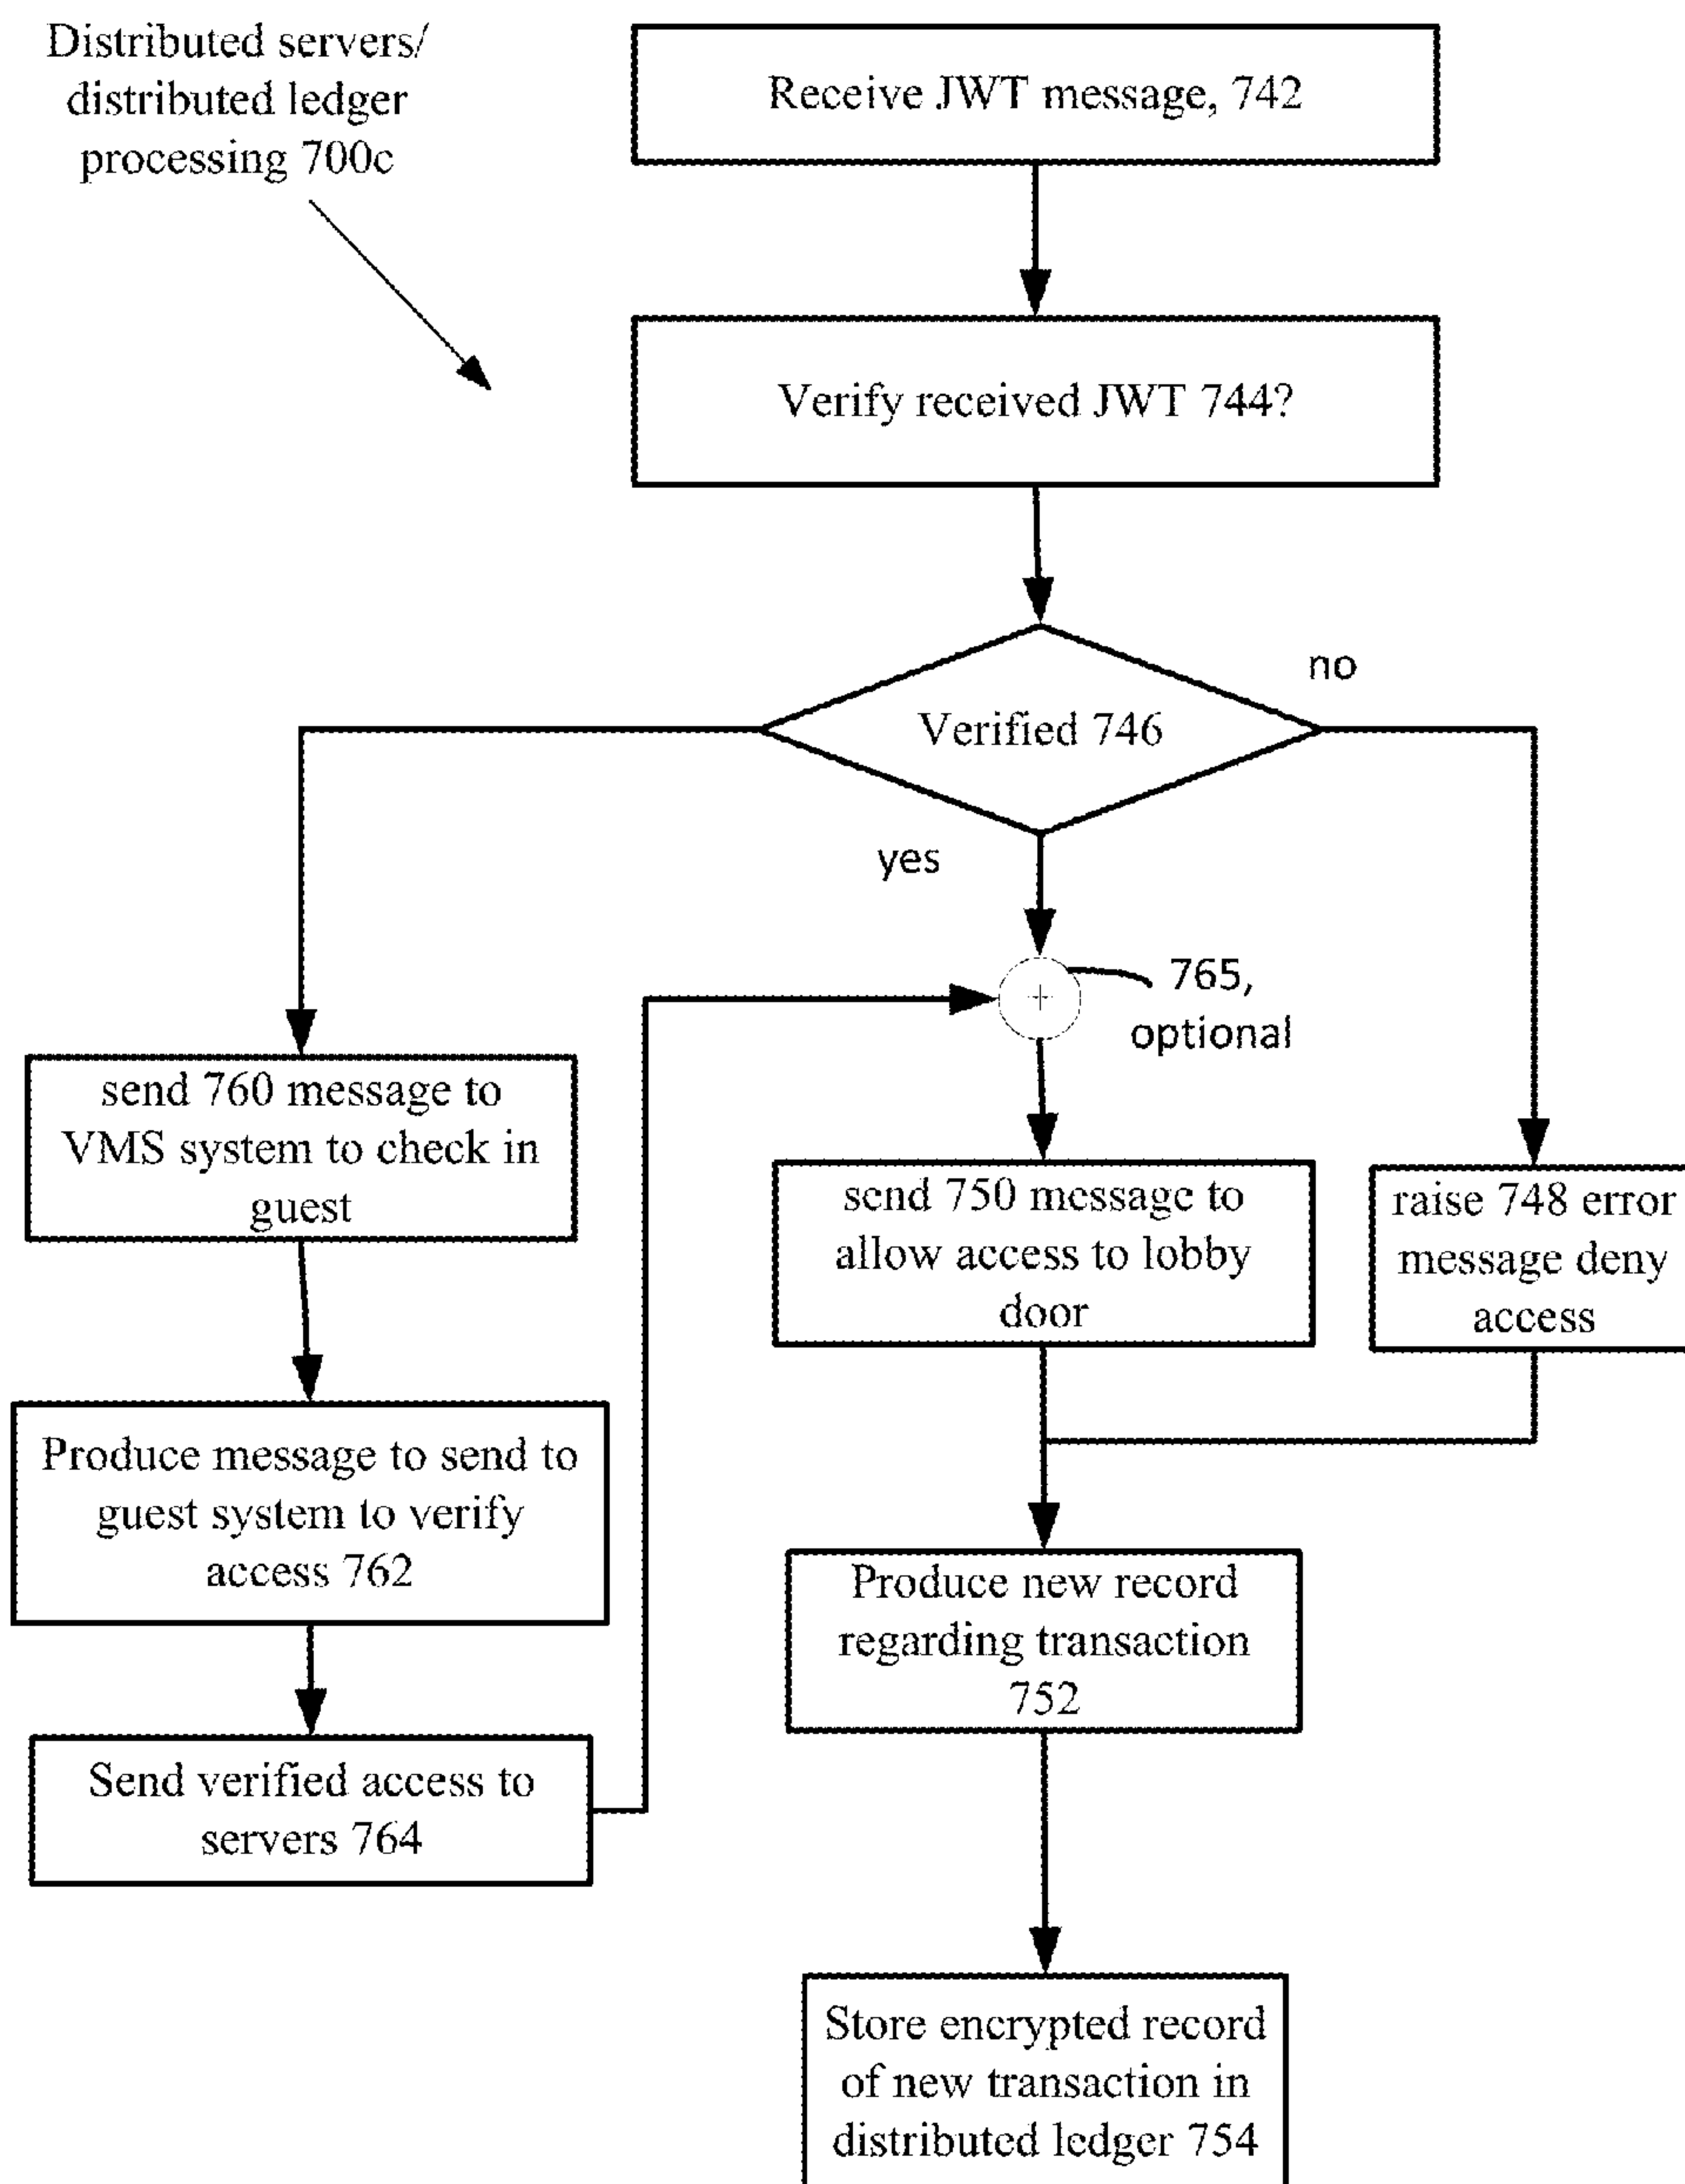 Distributed servers/
distributed ledger
processing 700c
Receive JWT message, 742
Verify received JWT 744?
Verified 746
no
yes
765,
optional
send 760 message to
VMS system to check in
guest
send 750 message to
allow access to lobby
door
raise 748 error
message deny
access
Produce message to send to
guest system to verify
access 762
Produce new record
regarding transaction
752
Send verified access to
servers 764
Store encrypted record
of new transaction in
distributed ledger 754